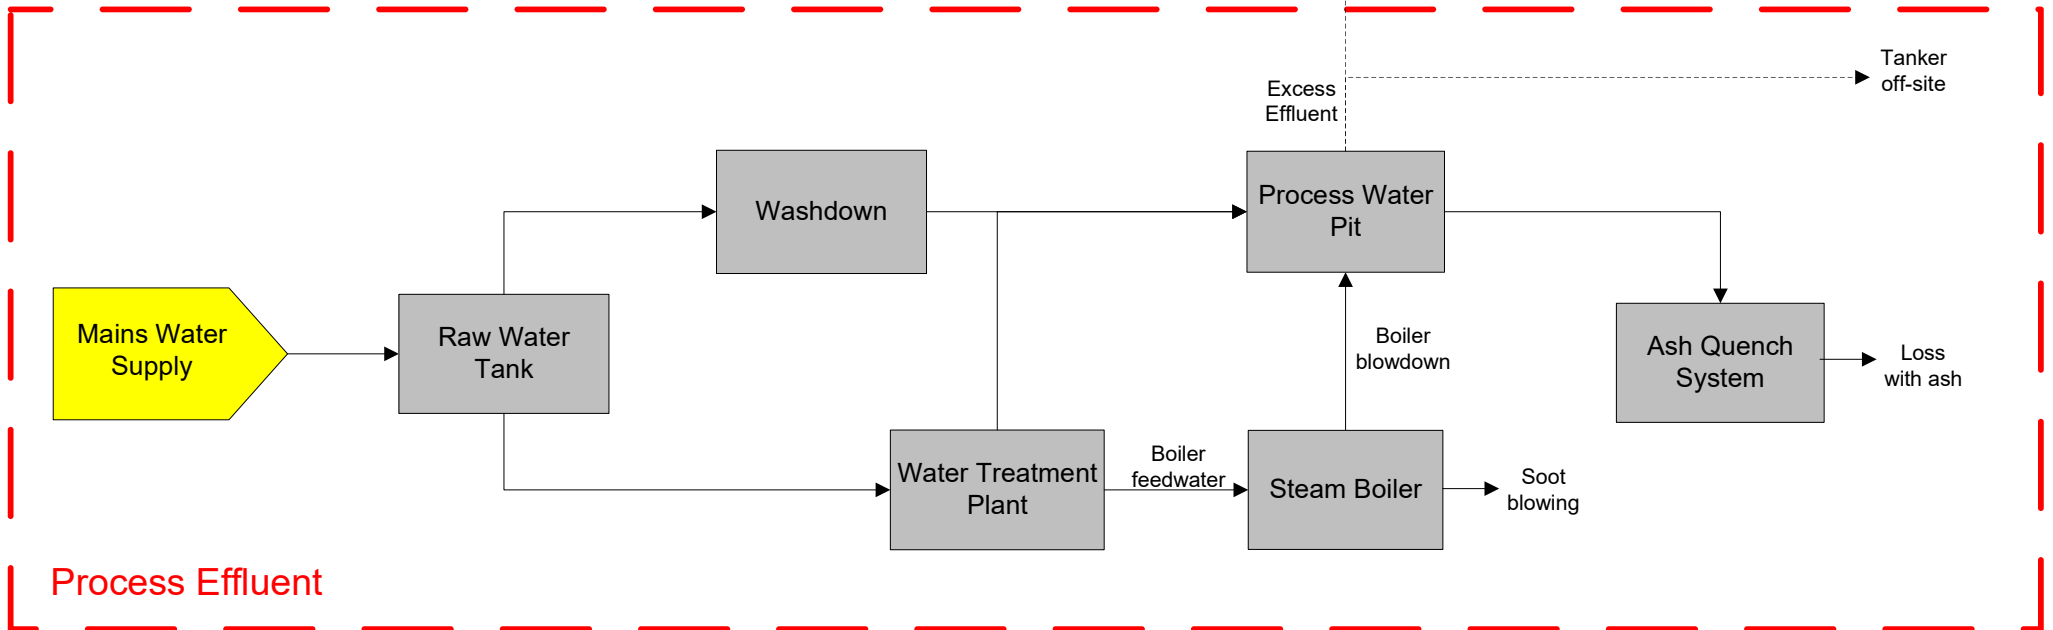 Tanker
off-site
Excess
Effluent
Washdown
Process Water
Pit
Mains Water
Supply
Raw Water
Tank
Boiler
blowdown
Ash Quench
System
Loss
with ash
Water Treatment
Plant
Boiler
feedwater
Steam Boiler
Soot
blowing
Process Effluent